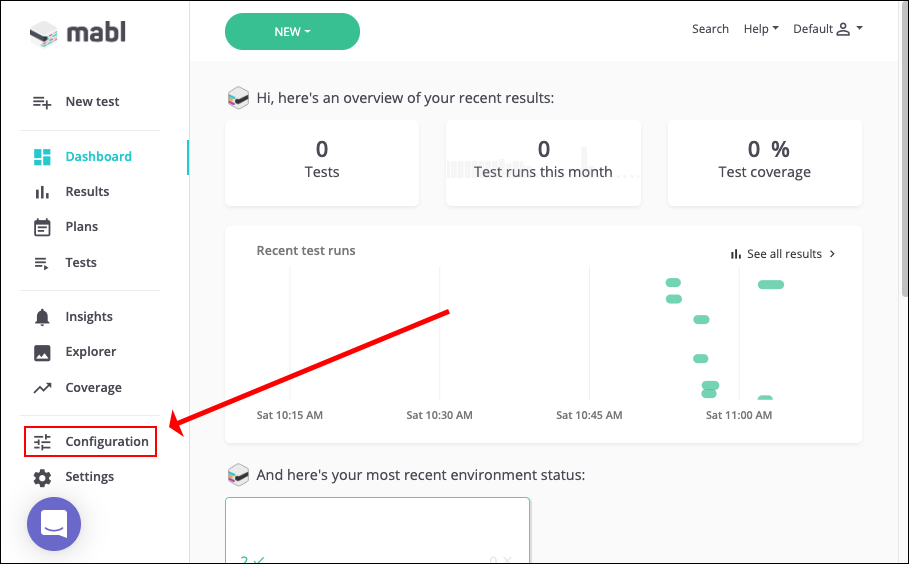 mabl
NEW
Search
Help
Default
New test
Dashboard
Results
Plans
Tests
Insights
Explorer
Coverage
Configuration
Settings
Hi, here's an overview of your recent results:
0
Tests
0
Test runs this month
0 %
Test coverage
Recent test runs
See all results
Sat 10:15 AM
Sat 10:30 AM
Sat 10:45 AM
Sat 11:00 AM
And here's your most recent environment status:
2
0